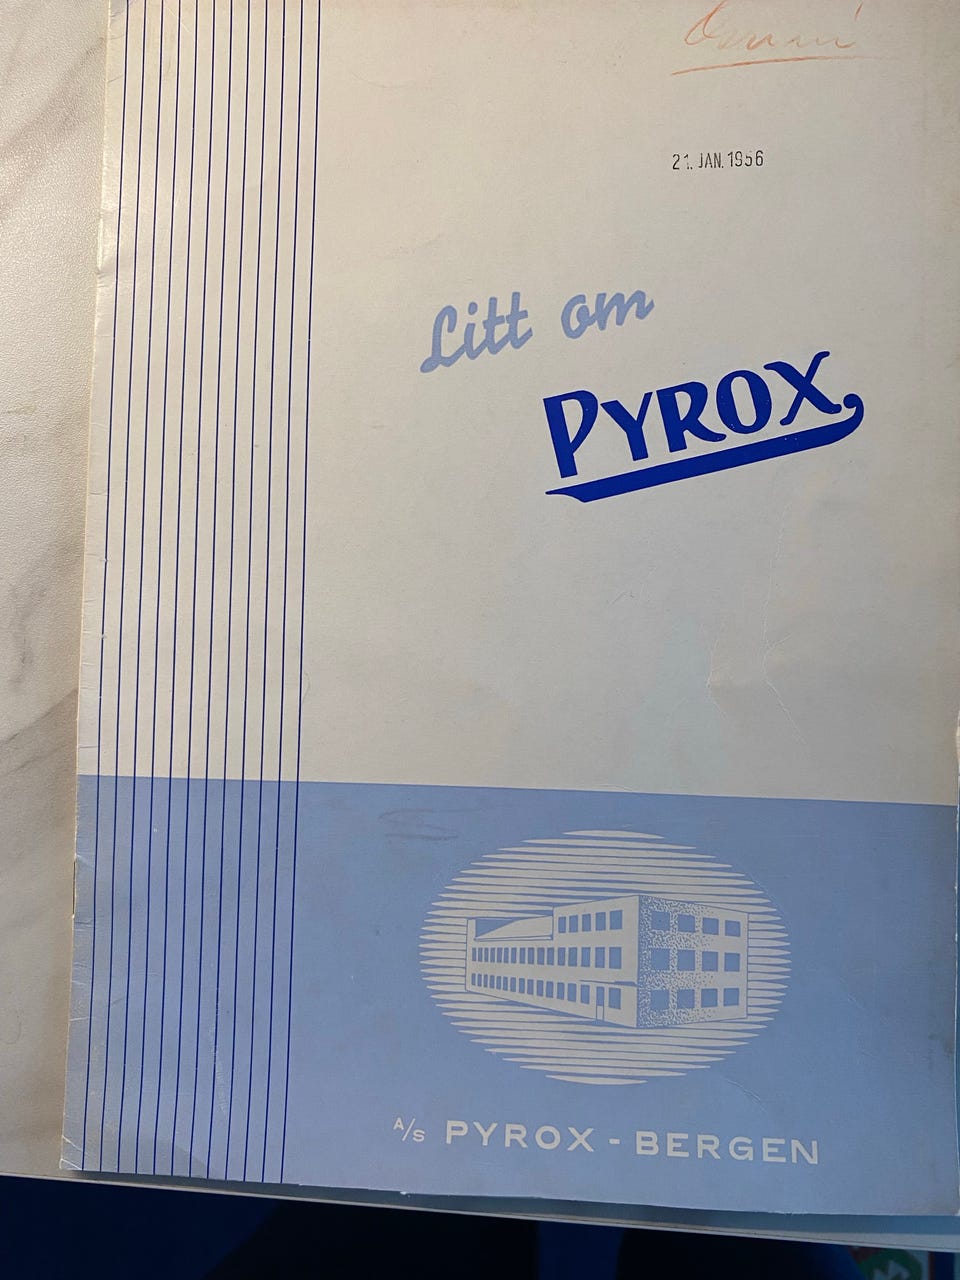 21. JAN. 1956
Litt om
PYROX
A/S PYROX - BERGEN